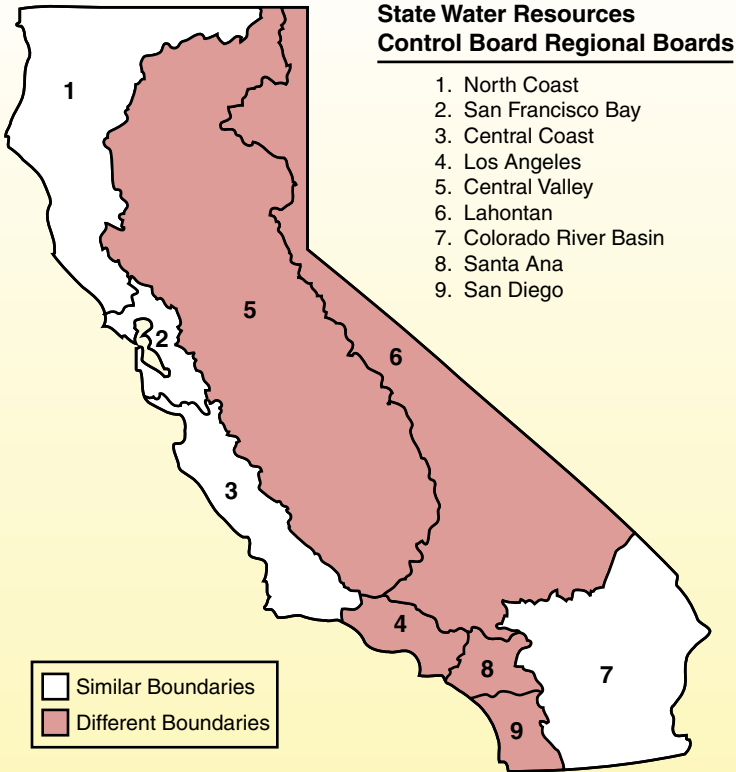 State Water Resources
Control Board Regional Boards
1. North Coast
2. San Francisco Bay
3. Central Coast
4. Los Angeles
5. Central Valley
6. Lahontan
7. Colorado River Basin
8. Santa Ana
9. San Diego
1
2
5
6
3
4
8
7
9
Similar Boundaries
Different Boundaries